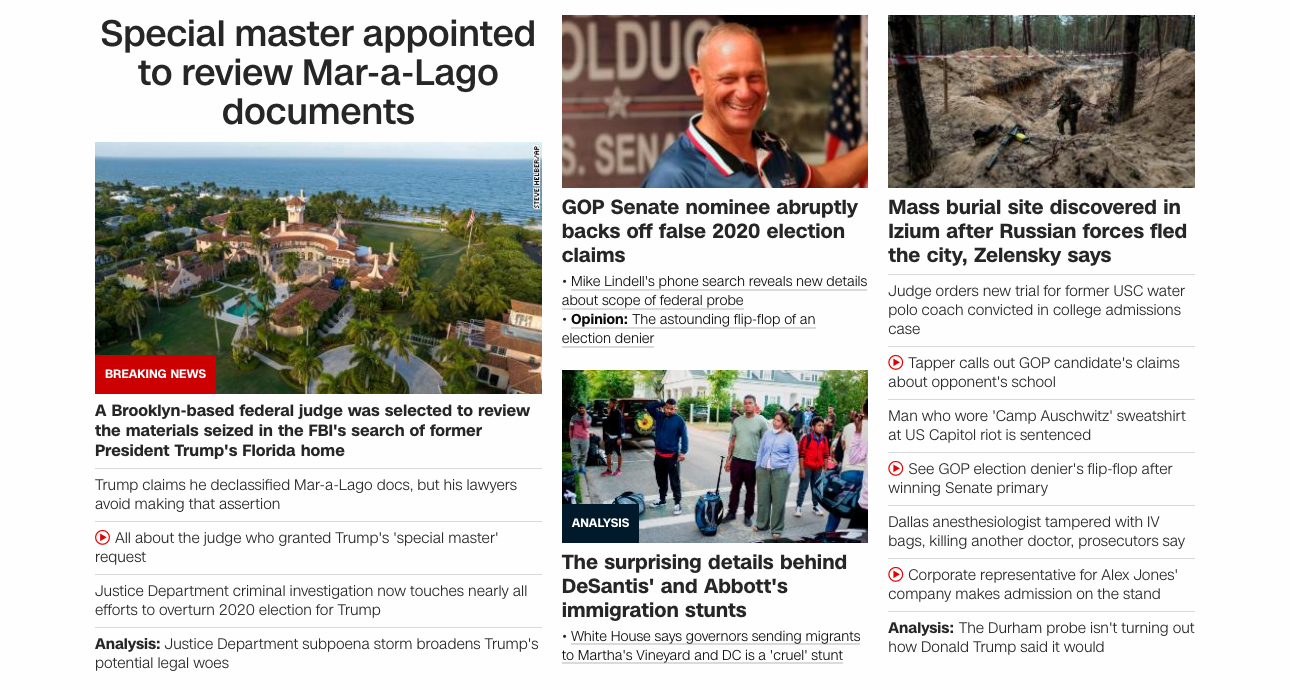 Special master appointed
to review Mar-a-Lago
documents
STEVE HELBER/AP
BREAKING NEWS
A Brooklyn-based federal judge was selected to review
the materials seized in the FBI's search of former
President Trump's Florida home
Trump claims he declassified Mar-a-Lago docs, but his lawyers
avoid making that assertion
All about the judge who granted Trump's 'special master'
request
Justice Department criminal investigation now touches nearly all
efforts to overturn 2020 election for Trump
Analysis: Justice Department subpoena storm broadens Trump's
potential legal woes
OLDUC
S. SENA
GOP Senate nominee abruptly
backs off false 2020 election
claims
• Mike Lindell's phone search reveals new details
about scope of federal probe
• Opinion: The astounding flip-flop of an
election denier
ANALYSIS
The surprising details behind
DeSantis' and Abbott's
immigration stunts
• White House says governors sending migrants
to Martha's Vineyard and DC is a 'cruel' stunt
Mass burial site discovered in
Izium after Russian forces fled
the city, Zelensky says
Judge orders new trial for former USC water
polo coach convicted in college admissions
case
Tapper calls out GOP candidate's claims
about opponent's school
Man who wore 'Camp Auschwitz' sweatshirt
at US Capitol riot is sentenced
See GOP election denier's flip-flop after
winning Senate primary
Dallas anesthesiologist tampered with IV
bags, killing another doctor, prosecutors say
Corporate representative for Alex Jones'
company makes admission on the stand
Analysis: The Durham probe isn't turning out
how Donald Trump said it would